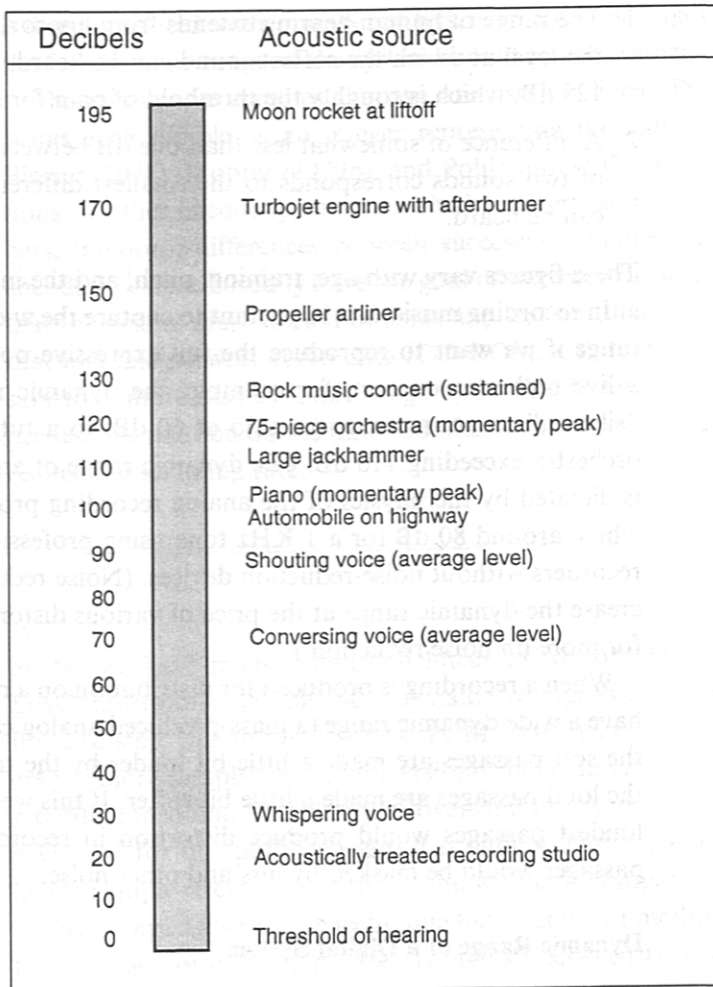 Decibels Acoustic source
195 Moon rocket at liftoff
170 Turbojet engine with afterburner
150
Propeller airliner
130 Rock music concert (sustained)
120 75-piece orchestra (momentary peak)
110 Large jackhammer
Piano (momentary peak)
100 Automobile on highway
90 Shouting voice (average level)
80
70 Conversing voice (average level)
60
50
40
30 Whispering voice
20 Acoustically treated recording studio
10
0 Threshold of hearing